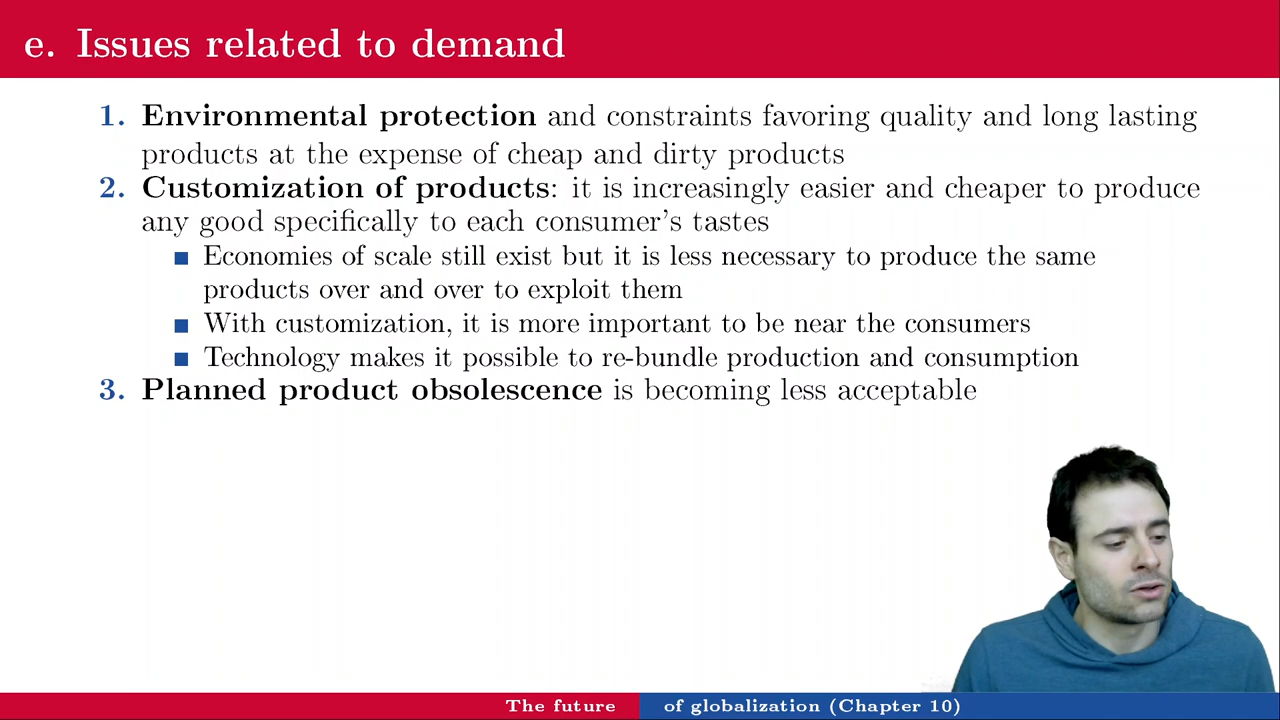 e. Issues related to demand
1. Environmental protection and constraints favoring quality and long lasting
products at the expense of cheap and dirty products
2. Customization of products: it is increasingly easier and cheaper to produce
any good specifically to each consumer's tastes
Economies of scale still exist but it is less necessary to produce the same
products over and over to exploit them
With customization, it is more important to be near the consumers
Technology makes it possible to re-bundle production and consumption
3. Planned product obsolescence is becoming less acceptable
The future of globalization (Chapter 10)